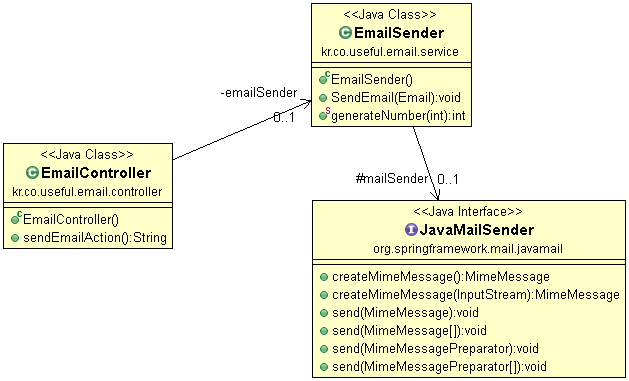 <<Java Class>>
EmailSender
kr.co.useful.email.service
EmailSender()
SendEmail(Email):void
generateNumber(int):int
-emailSender
0..1
<<Java Class>>
EmailController
kr.co.useful.email.controller
EmailController()
sendEmailAction():String
#mailSender
0..1
<<Java Interface>>
JavaMailSender
org.springframework.mail.javamail
createMimeMessage():MimeMessage
createMimeMessage(InputStream):MimeMessage
send(MimeMessage):void
send(MimeMessage[]):void
send(MimeMessagePreparator):void
send(MimeMessagePreparator[]):void